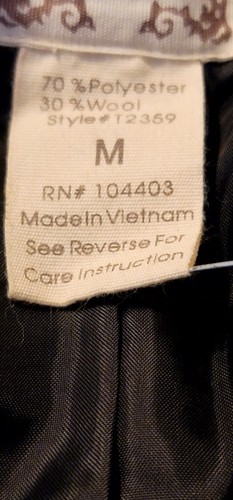 70 %Polyester
30 %Wool
Style# T2359
M
RN# 104403
Made In Vietnam
See Reverse For
Care Instruction